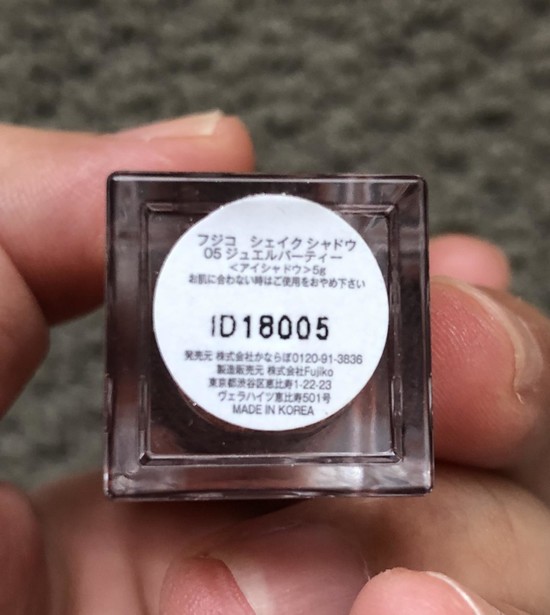 フジコ　シェイクシャドウ
05 ジュエルパーティー
＜アイシャドウ＞5g
お肌に合わない時はご使用をおやめ下さい
ID18005
発売元 株式会社かならぼ0120-91-3836
製造販売元 株式会社Fujiko
東京都渋谷区恵比寿1-22-23
ヴェラハイツ恵比寿501号
MADE IN KOREA